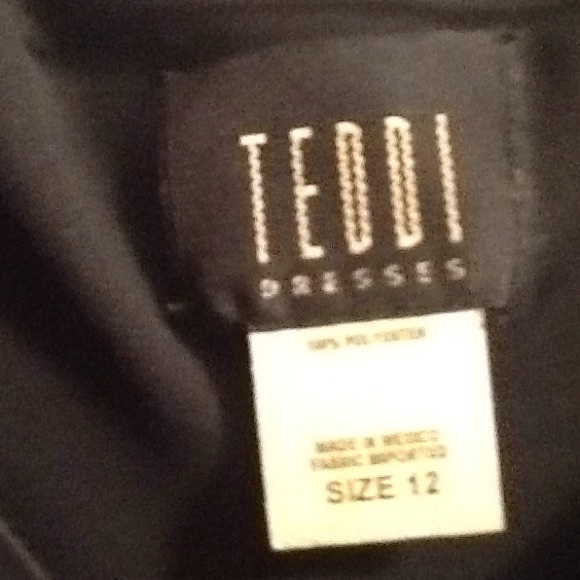 TEDDI
DRESSES
100% POLYESTER
MADE IN MEXICO
FABRIC IMPORTED
SIZE 12